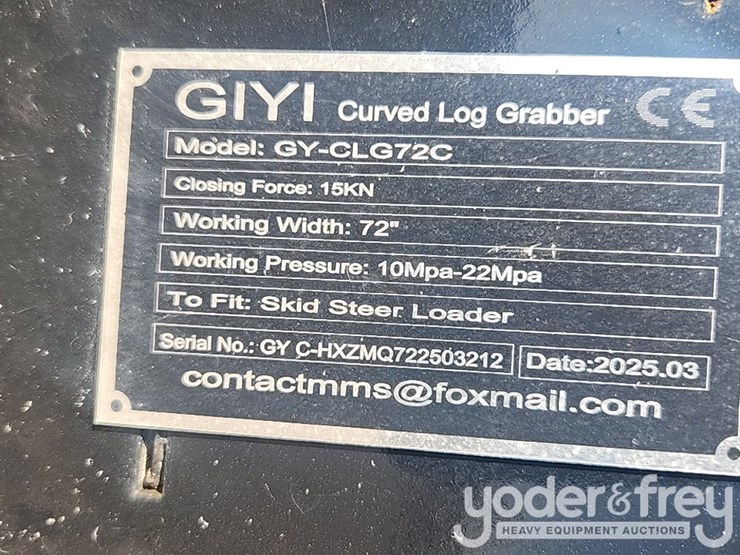 GIYI Curved Log Grabber CE
Model: GY-CLG72C
Closing Force: 15KN
Working Width: 72"
Working Pressure: 10Mpa-22Mpa
To Fit: Skid Steer Loader
Serial No.: GY C-HXZMQ722503212 Date:2025.03
contactmms@foxmail.com
yoder&frey
HEAVY EQUIPMENT AUCTIONS